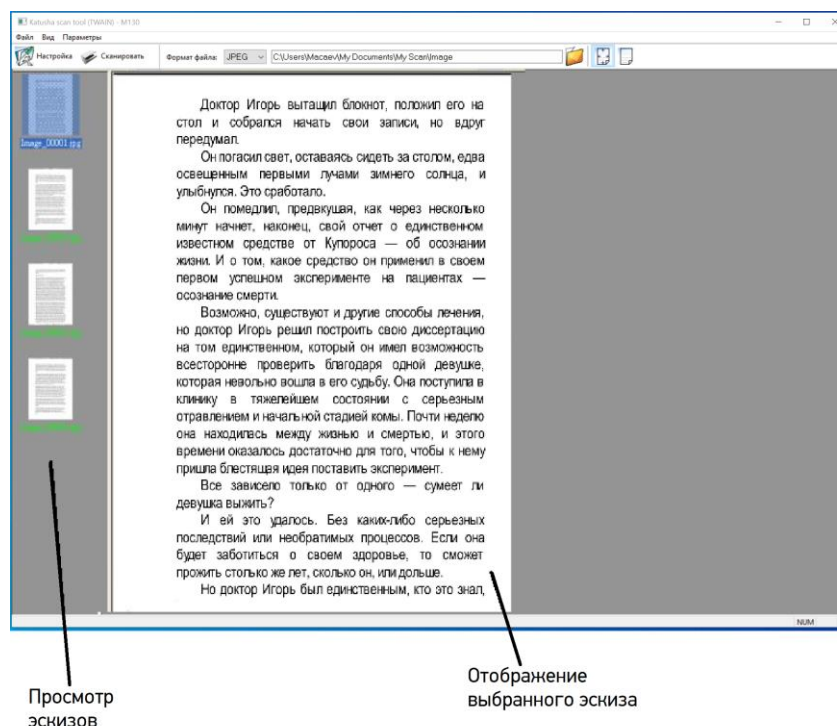 Katusha scan tool (TWAIN) - M130
Файл Вид Параметры
Настройка Сканировать Формат файла: JPEG C:\Users\Macaev\My Documents\My Scan\Image
Image_00001.jpg
Доктор Игорь вытащил блокнот, положил его на
стол и собрался начать свои записи, но вдруг
передумал.
Он погасил свет, оставаясь сидеть за столом, едва
освещенным первыми лучами зимнего солнца, и
улыбнулся. Это сработало.
Он помедлил, предвкушая, как через несколько
минут начнет, наконец, свой отчет о единственном
известном средстве от Купороса — об осознании
жизни. И о том, какое средство он применил в своем
первом успешном эксперименте на пациентах —
осознание смерти.
Возможно, существуют и другие способы лечения,
но доктор Игорь решил построить свою диссертацию
на том единственном, который он имел возможность
всесторонне проверить благодаря одной девушке,
которая невольно вошла в его судьбу. Она поступила в
клинику в тяжелейшем состоянии с серьезным
отравлением и начальной стадией комы. Почти неделю
она находилась между жизнью и смертью, и этого
времени оказалось достаточно для того, чтобы к нему
пришла блестящая идея поставить эксперимент.
Все зависело только от одного — сумеет ли
девушка выжить?
И ей это удалось. Без каких-либо серьезных
последствий или необратимых процессов. Если она
будет заботиться о своем здоровье, то сможет
прожить столько же лет, сколько он, или дольше.
Но доктор Игорь был единственным, кто это знал,
NUM
Просмотр
эскизов
Отображение
выбранного эскиза